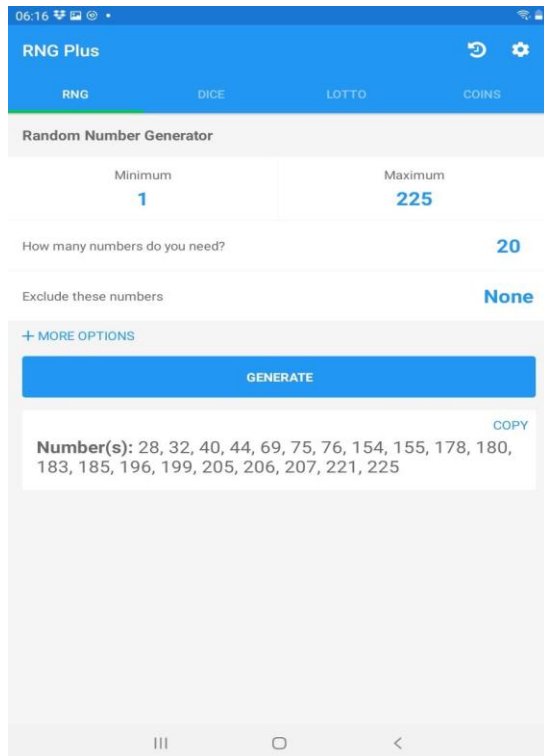 06:16
RNG Plus
RNG DICE LOTTO COINS
Random Number Generator
Minimum Maximum
1 225
How many numbers do you need? 20
Exclude these numbers None
+ MORE OPTIONS
GENERATE
COPY
Number(s): 28, 32, 40, 44, 69, 75, 76, 154, 155, 178, 180,
183, 185, 196, 199, 205, 206, 207, 221, 225